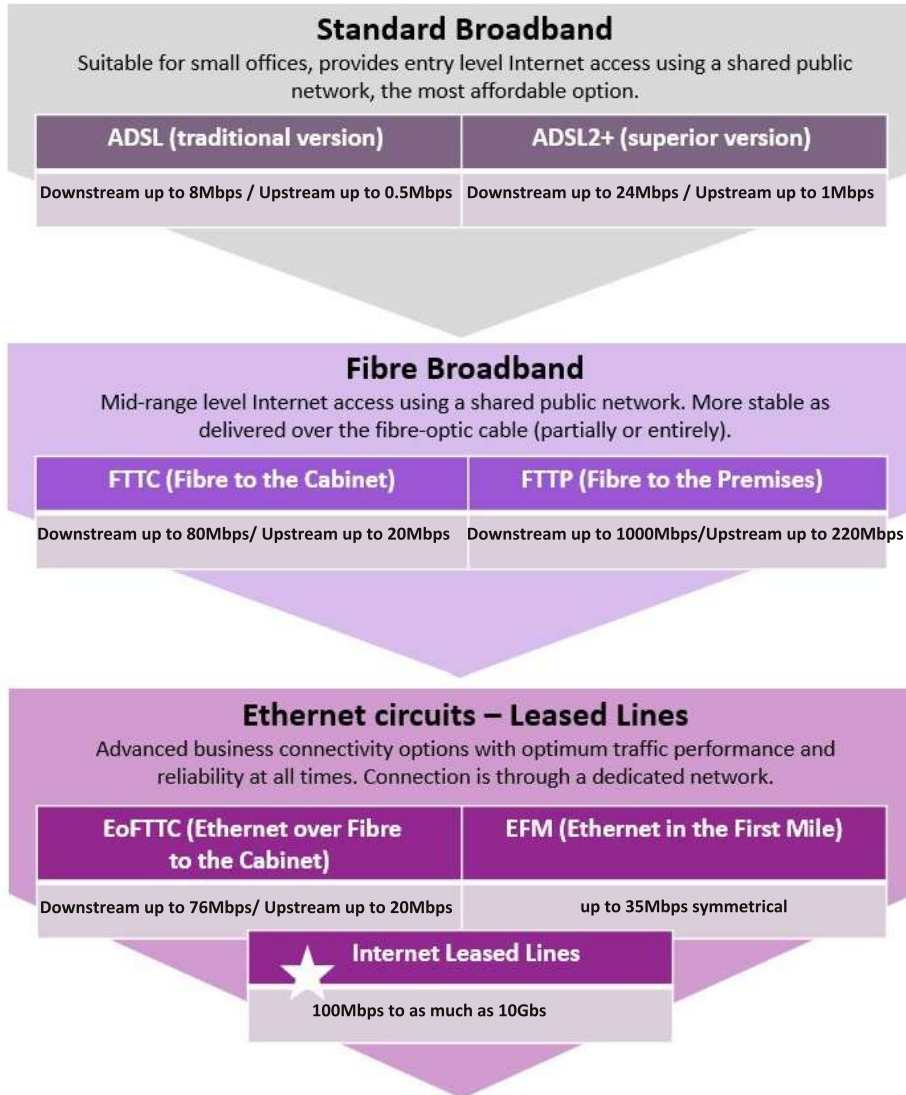 Standard Broadband
Suitable for small offices, provides entry level Internet access using a shared public
network, the most affordable option.
ADSL (traditional version)
ADSL2+ (superior version)
Downstream up to 8Mbps / Upstream up to 0.5Mbps
Downstream up to 24Mbps / Upstream up to 1Mbps
Fibre Broadband
Mid-range level Internet access using a shared public network. More stable as
delivered over the fibre-optic cable (partially or entirely).
FTTC (Fibre to the Cabinet)
FTTP (Fibre to the Premises)
Downstream up to 80Mbps/ Upstream up to 20Mbps
Downstream up to 1000Mbps/Upstream up to 220Mbps
Ethernet circuits – Leased Lines
Advanced business connectivity options with optimum traffic performance and
reliability at all times. Connection is through a dedicated network.
EoFTTC (Ethernet over Fibre
to the Cabinet)
EFM (Ethernet in the First Mile)
Downstream up to 76Mbps/ Upstream up to 20Mbps
up to 35Mbps symmetrical
Internet Leased Lines
100Mbps to as much as 10Gbs